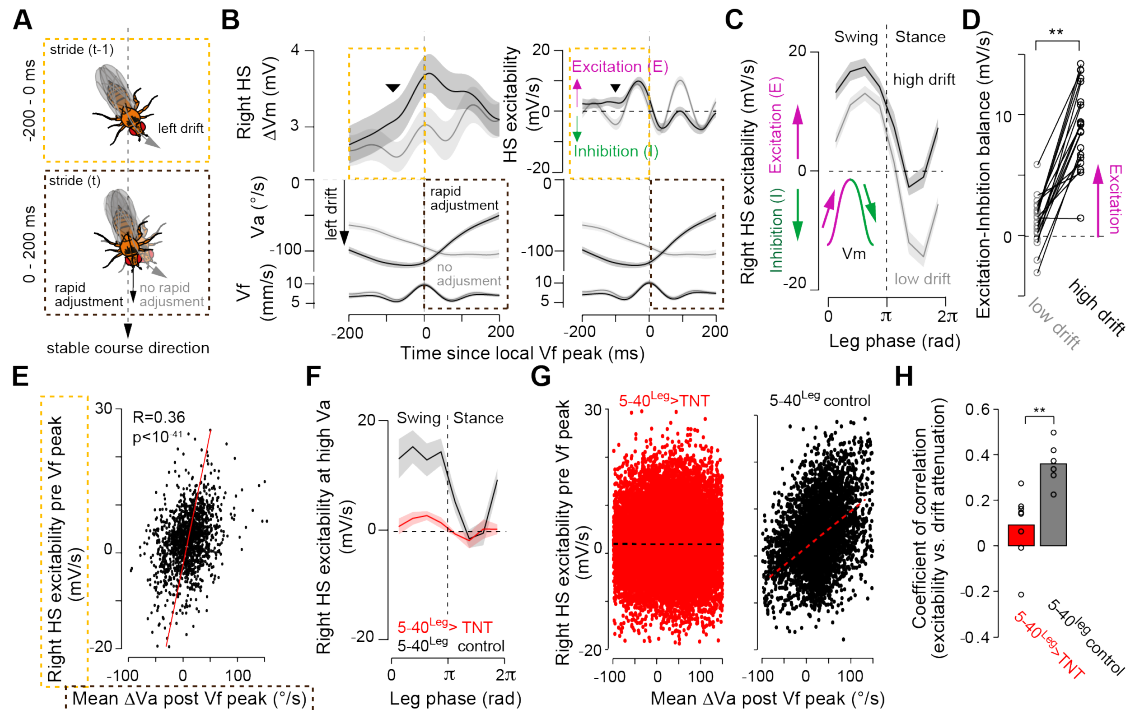 A
stride (t-1)
-200 - 0 ms
left drift
stride (t)
0 - 200 ms
rapid
adjustment
no rapid
adjusment
stable course direction
B
Right HS
ΔVm (mV)
4
3
HS excitability
(mV/s)
20
0
-20
Excitation (E)
Inhibition (I)
Va (°/s)
0
-100
left drift
rapid
adjustment
no
adjusment
Vf
(mm/s)
10
5
-200
0
200
0
-100
10
5
-200
0
200
Time since local Vf peak (ms)
C
Right HS excitability (mV/s)
Inhibition (I)
Excitation (E)
20
0
-20
Swing
Stance
high drift
Vm
low drift
0
π
2π
Leg phase (rad)
D
Excitation-Inhbition balance (mV/s)
**
10
0
Excitation
low drift
high drift
E
Right HS excitability pre Vf peak
(mV/s)
30
0
-20
R=0.36
p<10-41
-100
0
100
Mean ΔVa post Vf peak (°/s)
F
Right HS excitability at high Va
(mV/s)
20
0
-20
Swing
Stance
5-40Leg> TNT
5-40Leg control
0
π
2π
Leg phase (rad)
G
Right HS excitability pre Vf peak
(mV/s)
30
0
-20
5-40Leg>TNT
5-40Leg control
-100
0
100
-100
0
100
Mean ΔVa post Vf peak (°/s)
H
Coefficient of correlation
(excitability vs. drift attenuation)
0.6
0.4
0.2
0
-0.2
-0.4
**
5-40Leg>TNT
5-40leg control